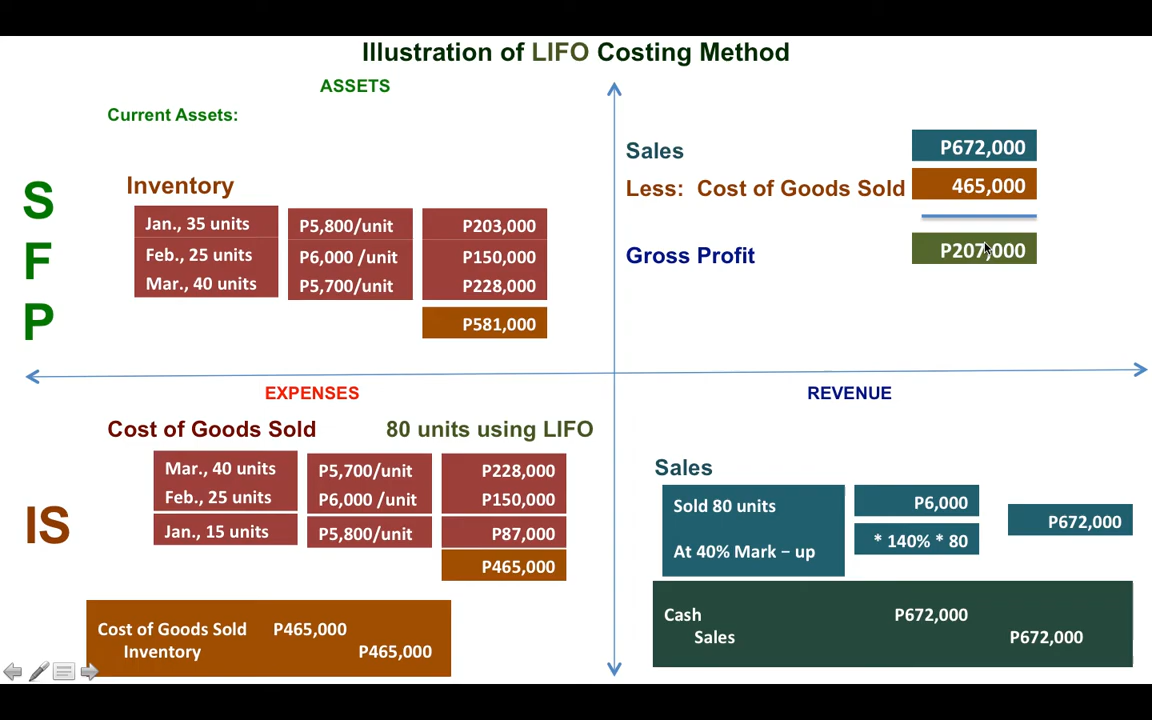 Illustration of LIFO Costing Method
ASSETS
Current Assets:
S
F
P
Inventory
Jan., 35 units P5,800/unit P203,000
Feb., 25 units P6,000 /unit P150,000
Mar., 40 units P5,700/unit P228,000
P581,000
Sales P672,000
Less: Cost of Goods Sold 465,000
Gross Profit P207,000
EXPENSES
Cost of Goods Sold 80 units using LIFO
IS
Mar., 40 units P5,700/unit P228,000
Feb., 25 units P6,000 /unit P150,000
Jan., 15 units P5,800/unit P87,000
P465,000
Cost of Goods Sold P465,000
Inventory P465,000
REVENUE
Sales
Sold 80 units P6,000
P672,000
At 40% Mark – up * 140% * 80
Cash P672,000
Sales P672,000